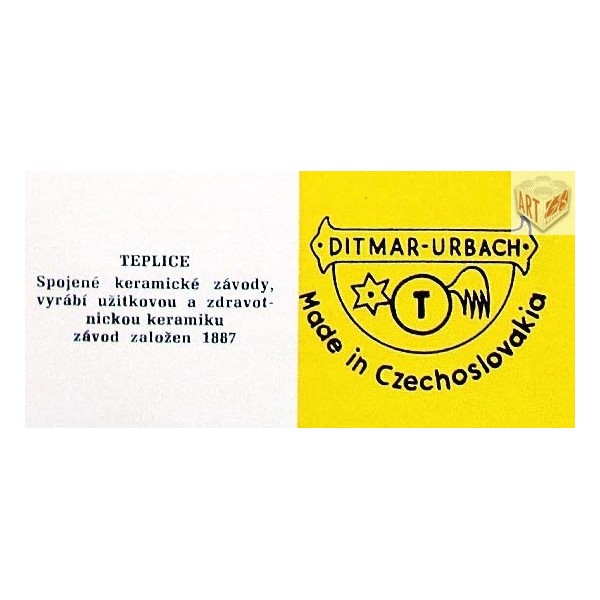 TEPLICE
Spojené keramické závody,
vyrábí užitkovou a zdravot-
nickou keramiku
závod založen 1887
DITMAR-URBACH
T
Made in Czechoslovakia
ART